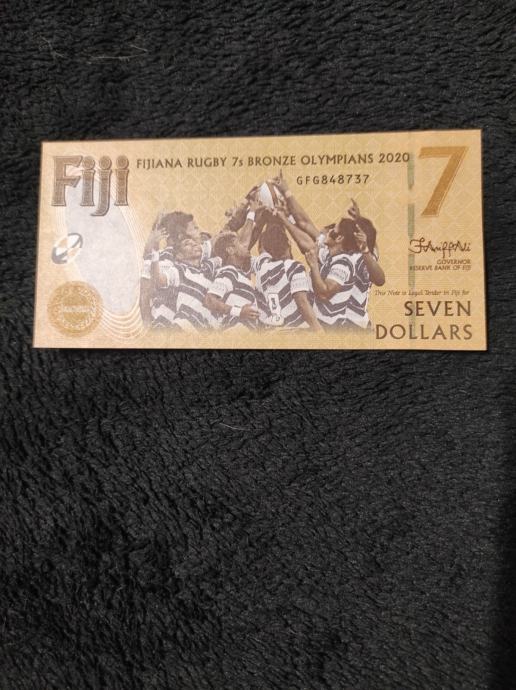 Fiji
FIJIANA RUGBY 7s BRONZE OLYMPIANS 2020
7
GFG848737
GOVERNOR
RESERVE BANK OF FIJI
This Note is Legal Tender in Fiji for
SEVEN
DOLLARS